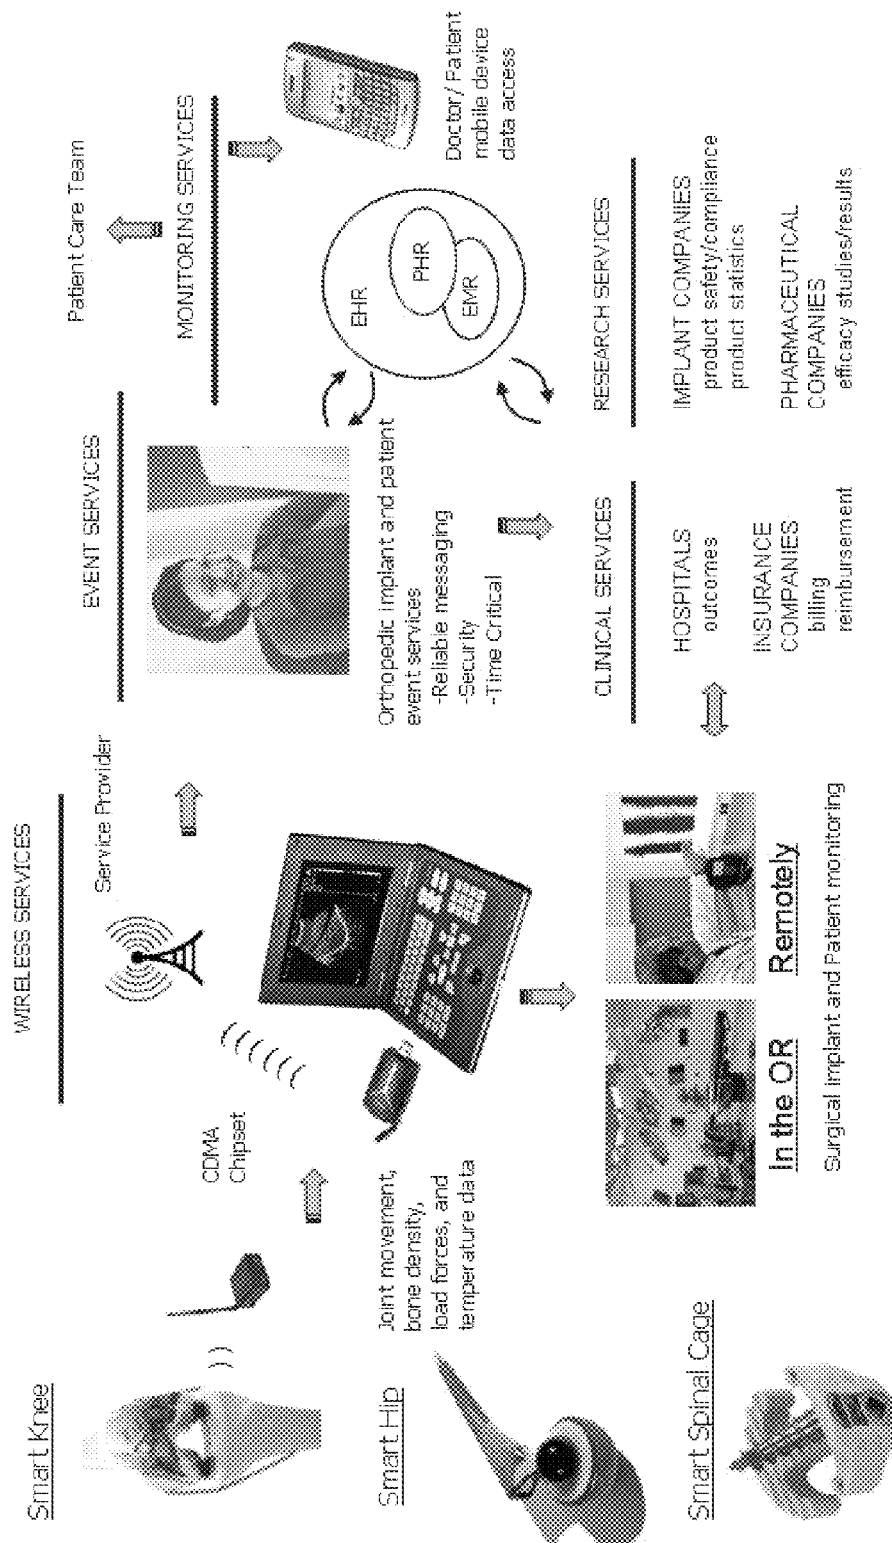 Smart Knee
Smart Hip
Smart Spinal Cage
Joint movement,
bone density,
load forces, and
temperature data
WIRELESS SERVICES
CDMA
Chipset
Service Provider
In the OR
Remotely
Surgical Implant and Patient monitoring
EVENT SERVICES
Orthopedic implant and patient
event services
-Reliable messaging
-Security
-Time Critical
CLINICAL SERVICES
HOSPITALS
outcomes
INSURANCE
COMPANIES
billing
reimbursement
Patient Care Team
MONITORING SERVICES
EHR
PHR
EMR
Doctor/ Patient
mobile device
data access
RESEARCH SERVICES
IMPLANT COMPANIES
product safety/compliance
product statistics
PHARMACEUTICAL
COMPANIES
efficacy studies/results